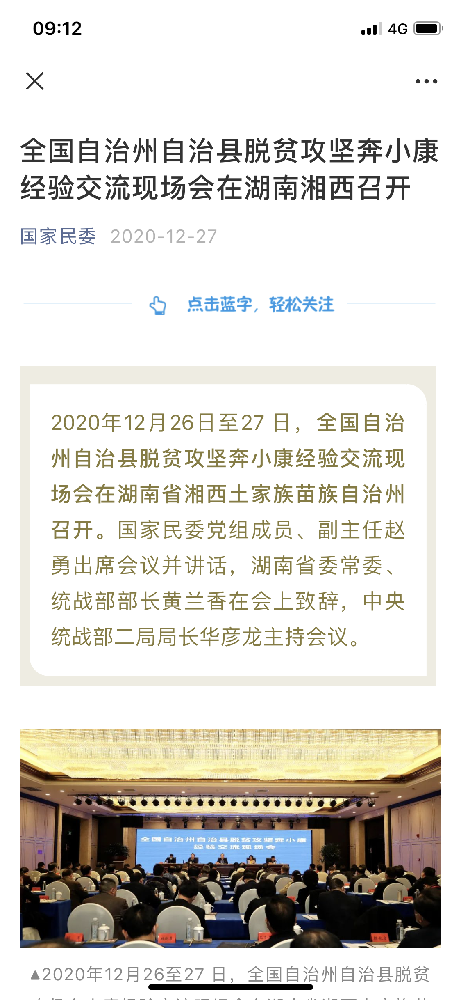 09:12
4G
全国自治州自治县脱贫攻坚奔小康
经验交流现场会在湖南湘西召开
国家民委 2020-12-27
点击蓝字，轻松关注
2020年12月26日至27 日，全国自治
州自治县脱贫攻坚奔小康经验交流现
场会在湖南省湘西土家族苗族自治州
召开。国家民委党组成员、副主任赵
勇出席会议并讲话，湖南省委常委、
统战部部长黄兰香在会上致辞，中央
统战部二局局长华彦龙主持会议。
全国自治州自治县脱贫攻坚奔小康
经验交流现场会
▲2020年12月26至27 日，全国自治州自治县脱贫